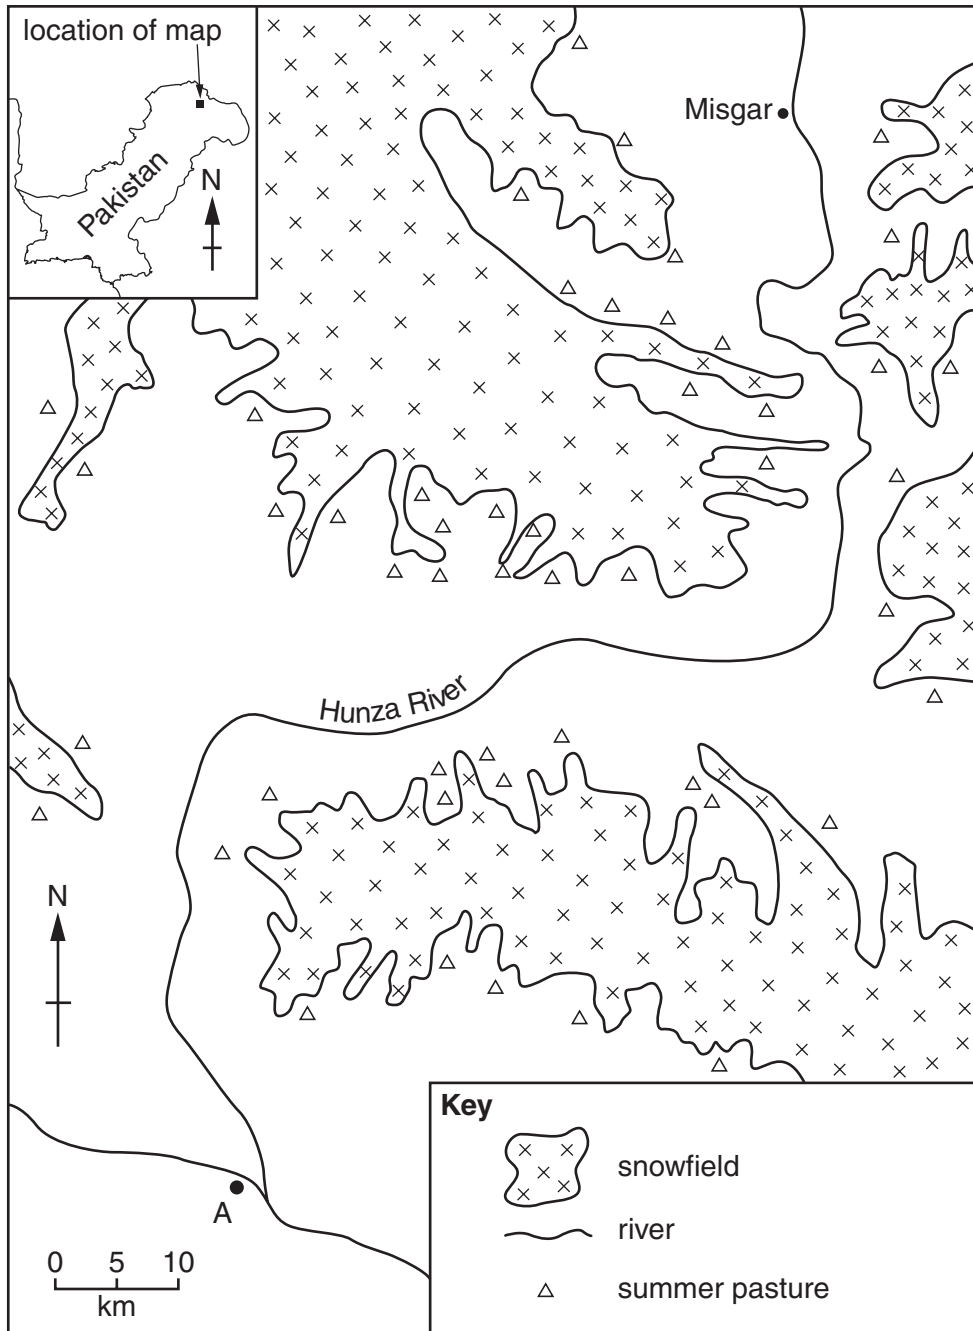 location of map
Pakistan
N
Misgar
Hunza River
N
A
0 5 10
km
Key
snowfield
river
summer pasture